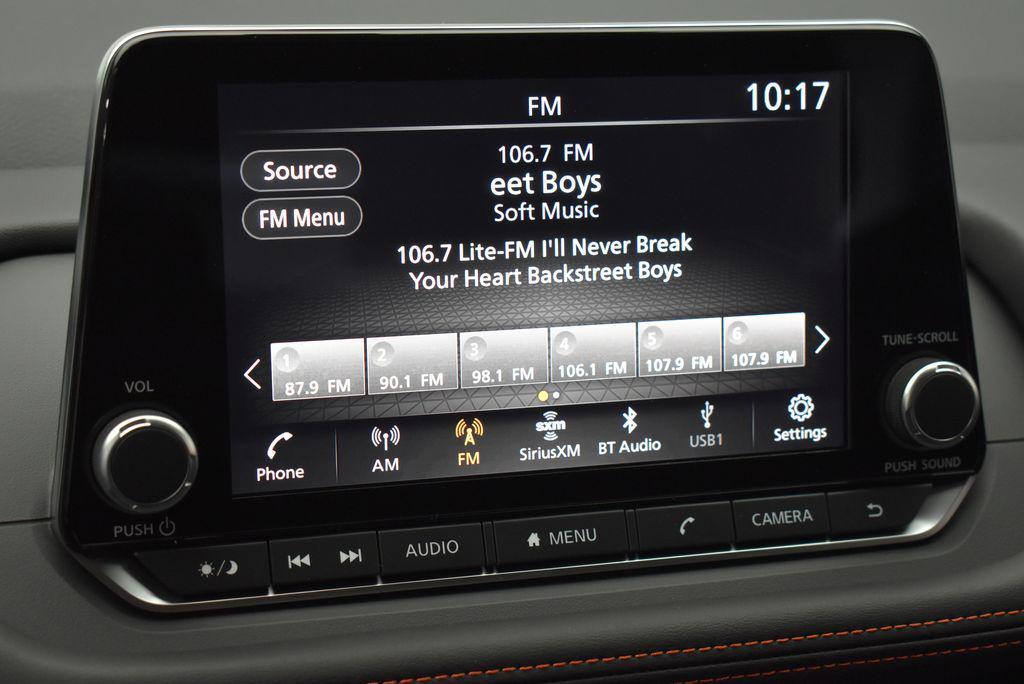 FM
10:17
Source
FM Menu
106.7 FM
eet Boys
Soft Music
106.7 Lite-FM I'll Never Break
Your Heart Backstreet Boys
1
87.9 FM
2
90.1 FM
3
98.1 FM
4
106.1 FM
5
107.9 FM
6
107.9 FM
Phone
AM
FM
sxm
SiriusXM
BT Audio
USB1
Settings
VOL
PUSH
TUNE-SCROLL
PUSH SOUND
AUDIO
MENU
CAMERA